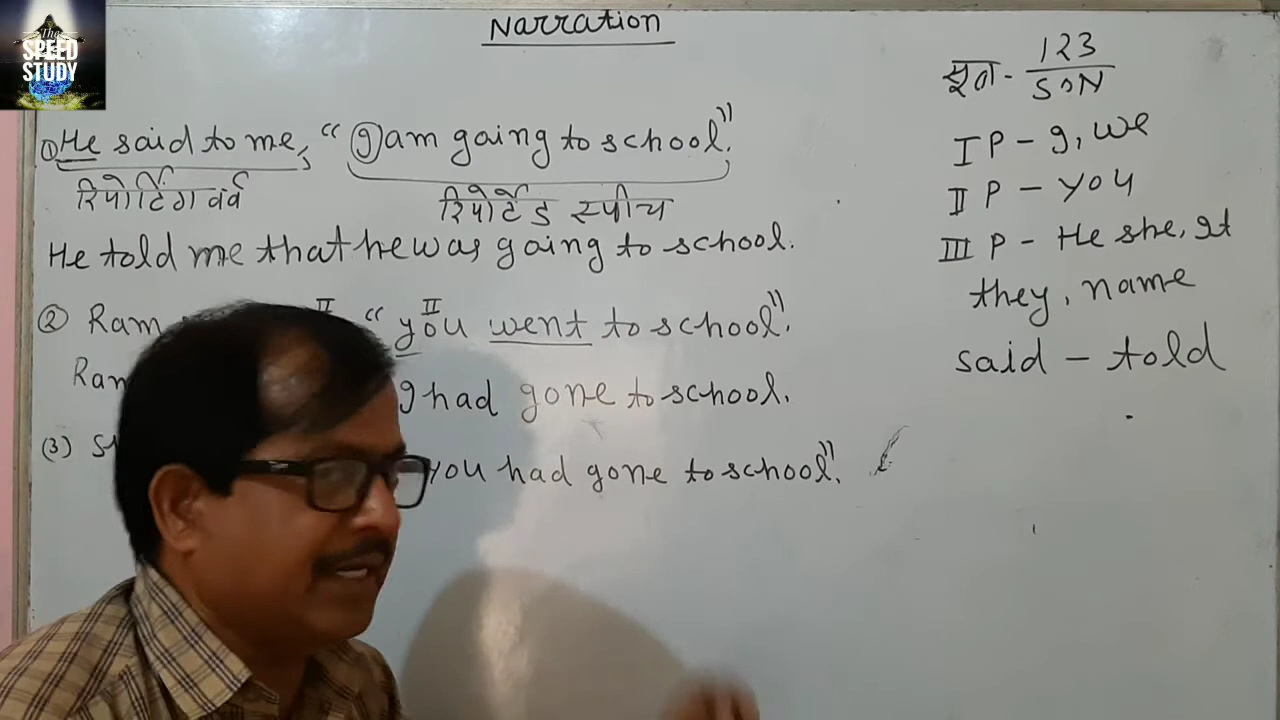 The
SPEED
STUDY
Narration
① He said to me, “I am going to school.”
रिपोर्टिंग वर्व
रिपोर्टेड स्पीच
He told me that he was going to school.
② Ram “you went to school”.
II II
I had gone to school.
(3) you had gone to school”.
सूत्र - 123
SON
I P - I, we
II P - you
III P - He she, It
they, name
said - told